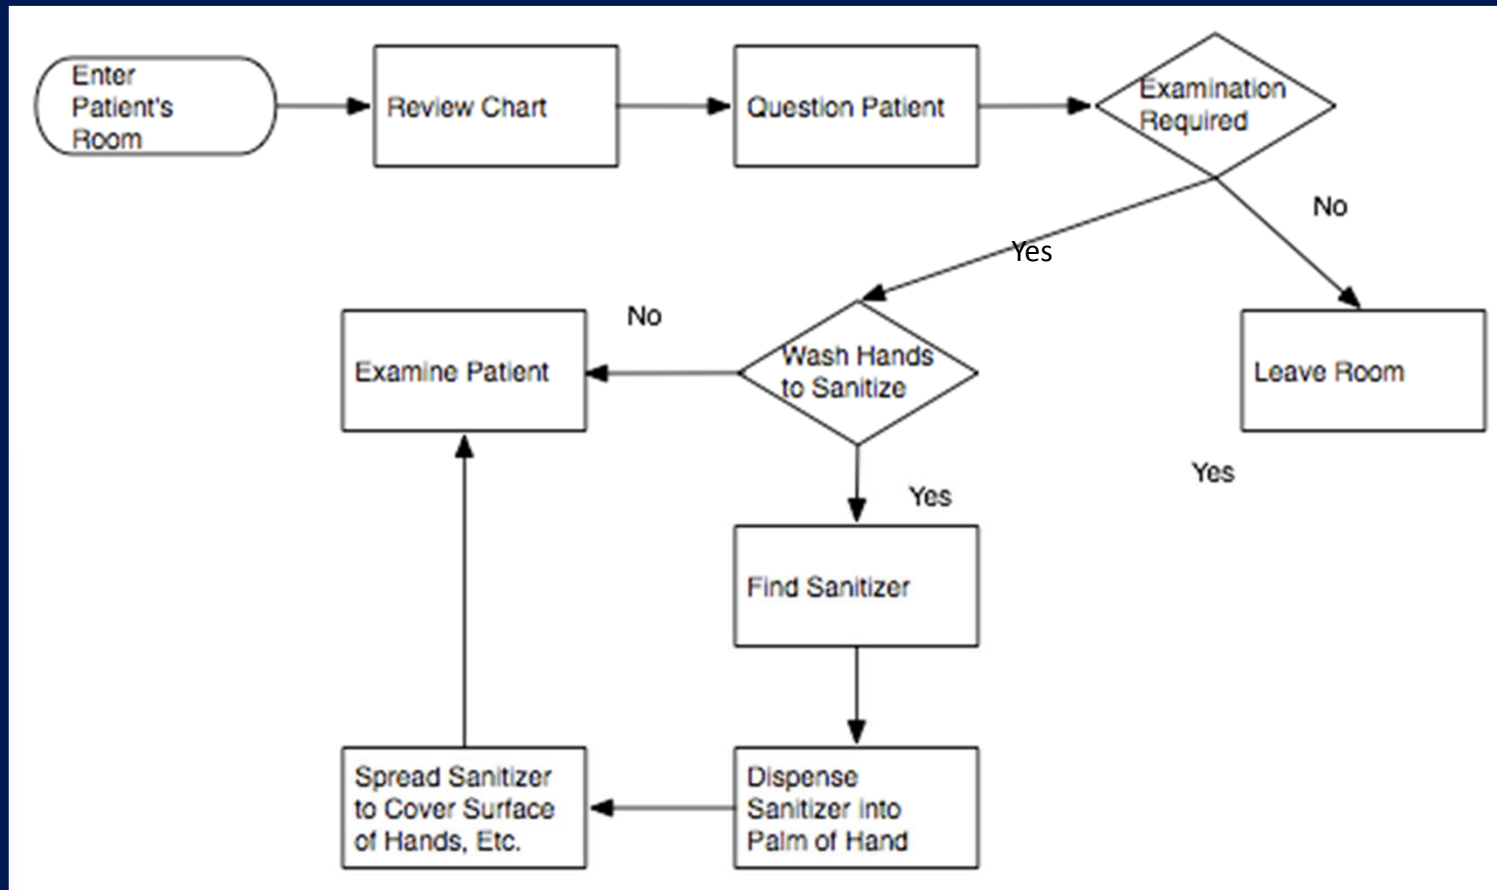 Enter
Patient's
Room
Review Chart
Question Patient
Examination
Required
No
Yes
No
Examine Patient
Wash Hands
to Sanitize
Leave Room
Yes
Yes
Find Sanitizer
Spread Sanitizer
to Cover Surface
of Hands, Etc.
Dispense
Sanitizer into
Palm of Hand